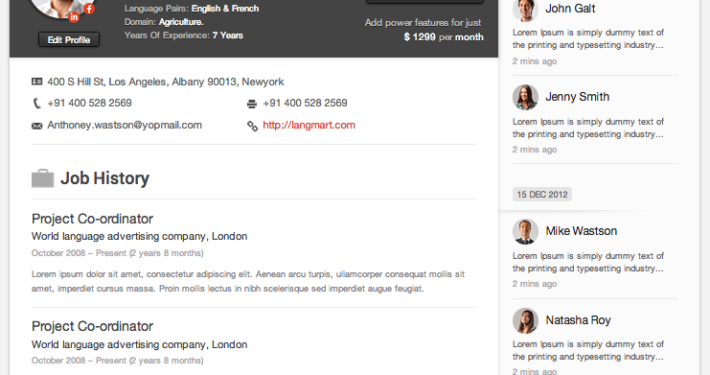 Language Pairs: English & French
Domain: Agriculture.
Years Of Experience: 7 Years
Edit Profile
Add power features for just
$ 1299 per month
400 S Hill St, Los Angeles, Albany 90013, Newyork
+91 400 528 2569
+91 400 528 2569
Anthoney.wastson@yopmail.com
http://langmart.com
Job History
Project Co-ordinator
World language advertising company, London
October 2008 – Present (2 years 8 months)
Lorem ipsum dolor sit amet, consectetur adipiscing elit. Aenean arcu turpis, ullamcorper consequat mollis sit
amet, imperdiet cursus massa. Proin mollis lectus in nibh scelerisque sed imperdiet augue feugiat.
Project Co-ordinator
World language advertising company, London
October 2008 – Present (2 years 8 months)
John Galt
Lorem Ipsum is simply dummy text of
the printing and typesetting industry...
2 mins ago
Jenny Smith
Lorem Ipsum is simply dummy text of
the printing and typesetting industry...
2 mins ago
15 DEC 2012
Mike Wastson
Lorem Ipsum is simply dummy text of
the printing and typesetting industry...
2 mins ago
Natasha Roy
Lorem Ipsum is simply dummy text of
the printing and typesetting industry...
2 mins ago